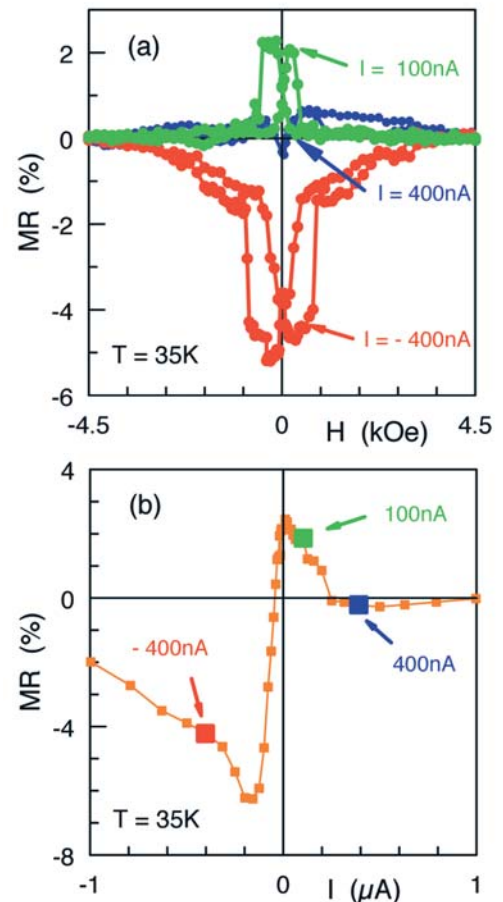 (a)
I = 100nA
I = 400nA
I = - 400nA
T = 35K
MR (%)
2
0
-2
-4
-6
-4.5
0
4.5
H (kOe)
(b)
100nA
- 400nA
400nA
T = 35K
MR (%)
4
0
-4
-8
-1
0
1
I (μA)